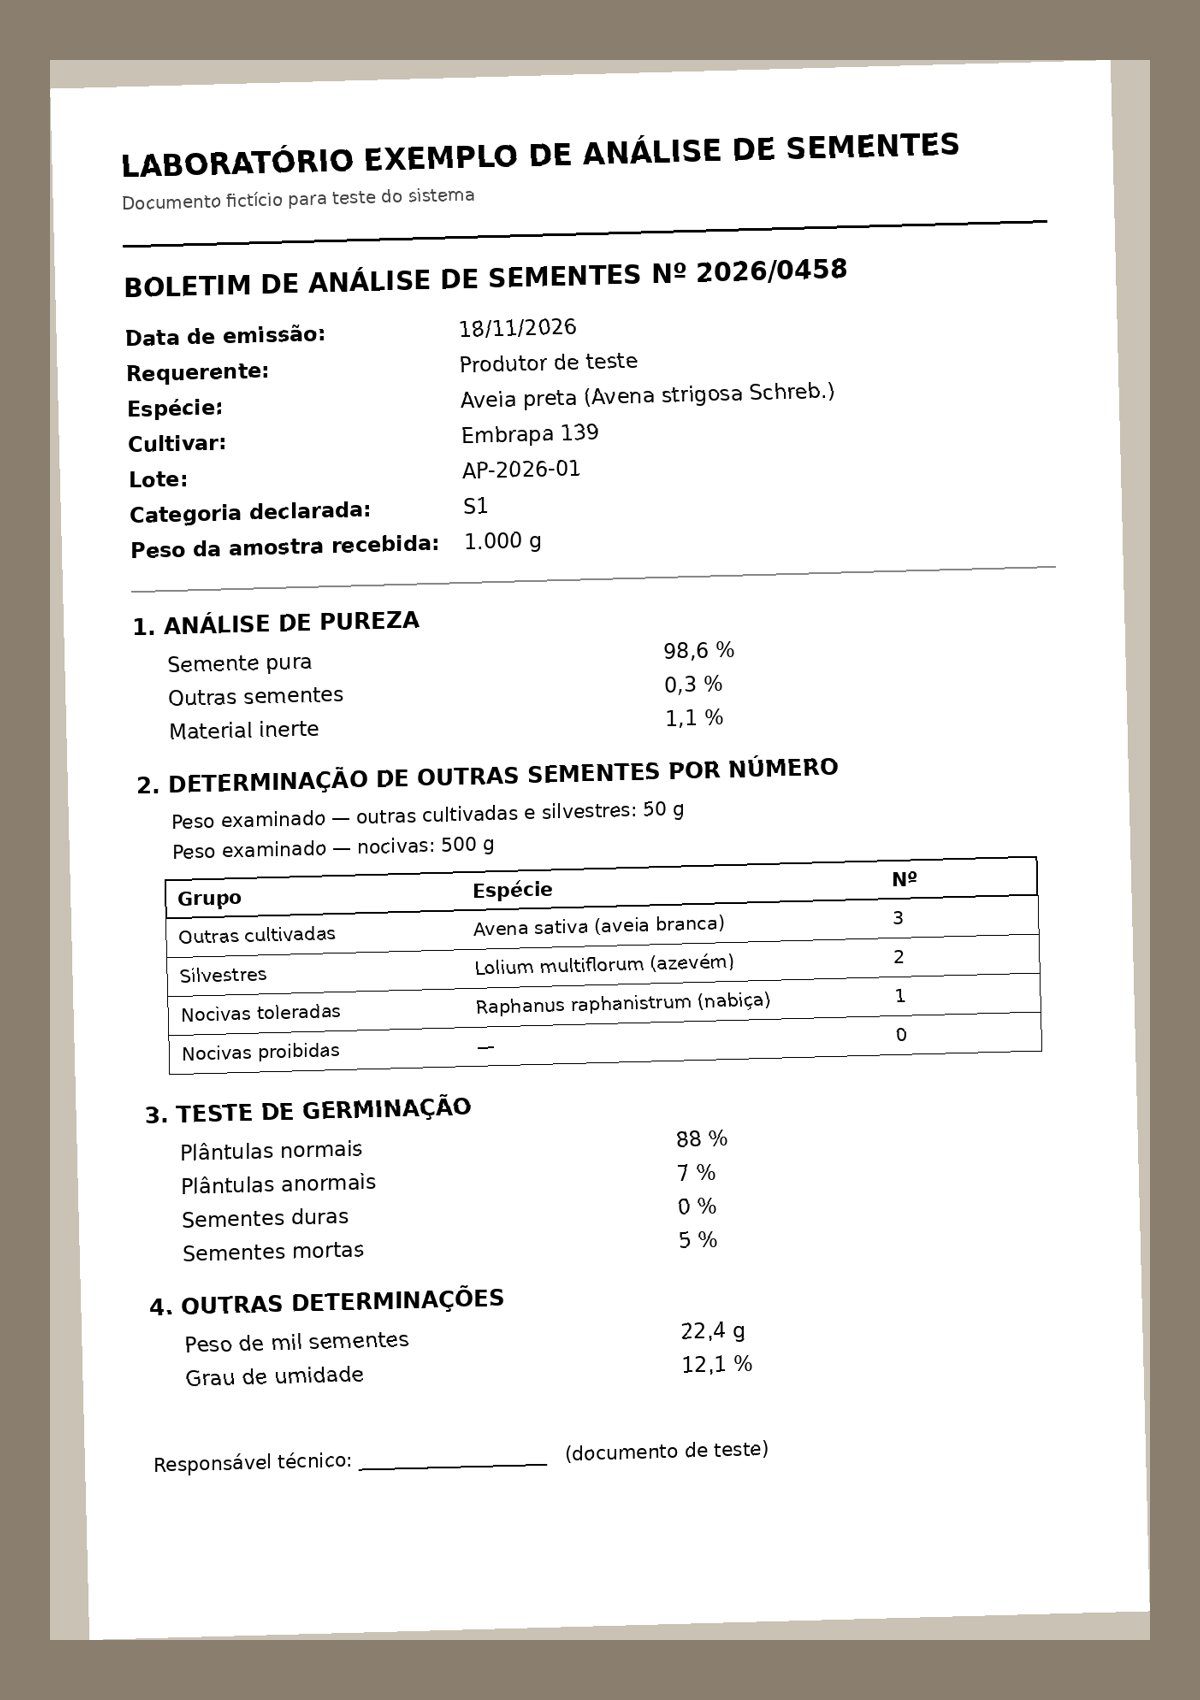 LABORATÓRIO EXEMPLO DE ANÁLISE DE SEMENTES
Documento fictício para teste do sistema
BOLETIM DE ANÁLISE DE SEMENTES Nº 2026/0458
Data de emissão: 18/11/2026
Requerente: Produtor de teste
Espécie: Aveia preta (Avena strigosa Schreb.)
Cultivar: Embrapa 139
Lote: AP-2026-01
Categoria declarada: S1
Peso da amostra recebida: 1.000 g
1. ANÁLISE DE PUREZA
Semente pura 98,6 %
Outras sementes 0,3 %
Material inerte 1,1 %
2. DETERMINAÇÃO DE OUTRAS SEMENTES POR NÚMERO
Peso examinado — outras cultivadas e silvestres: 50 g
Peso examinado — nocivas: 500 g
Grupo Espécie Nº
Outras cultivadas Avena sativa (aveia branca) 3
Silvestres Lolium multiflorum (azevém) 2
Nocivas toleradas Raphanus raphanistrum (nabiça) 1
Nocivas proibidas — 0
3. TESTE DE GERMINAÇÃO
Plântulas normais 88 %
Plântulas anormais 7 %
Sementes duras 0 %
Sementes mortas 5 %
4. OUTRAS DETERMINAÇÕES
Peso de mil sementes 22,4 g
Grau de umidade 12,1 %
Responsável técnico: __________________ (documento de teste)